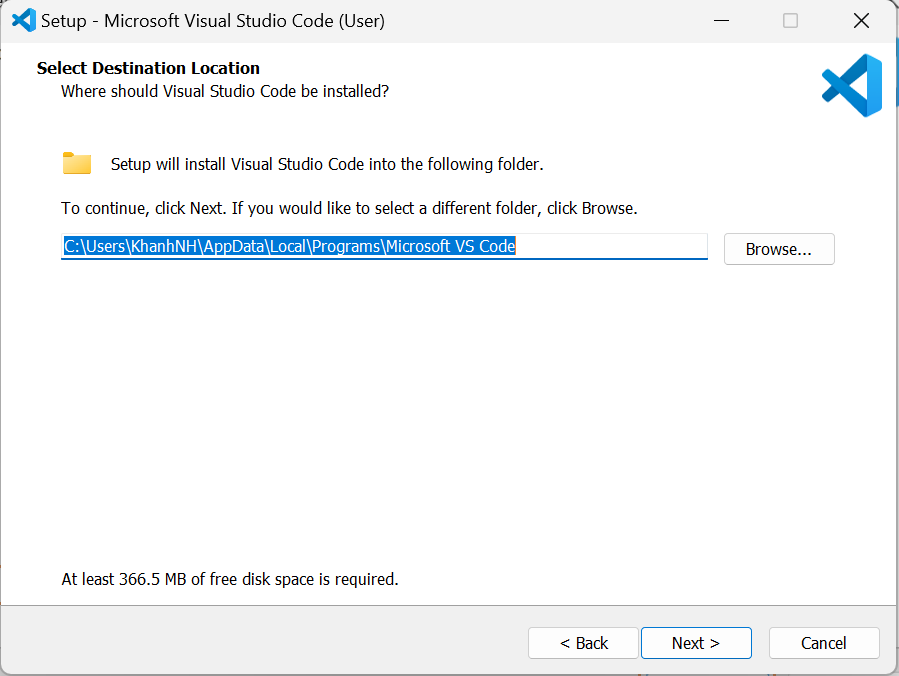 Setup - Microsoft Visual Studio Code (User)
Select Destination Location
Where should Visual Studio Code be installed?
Setup will install Visual Studio Code into the following folder.
To continue, click Next. If you would like to select a different folder, click Browse.
C:\Users\KhanhNH\AppData\Local\Programs\Microsoft VS Code
Browse...
At least 366.5 MB of free disk space is required.
< Back
Next >
Cancel